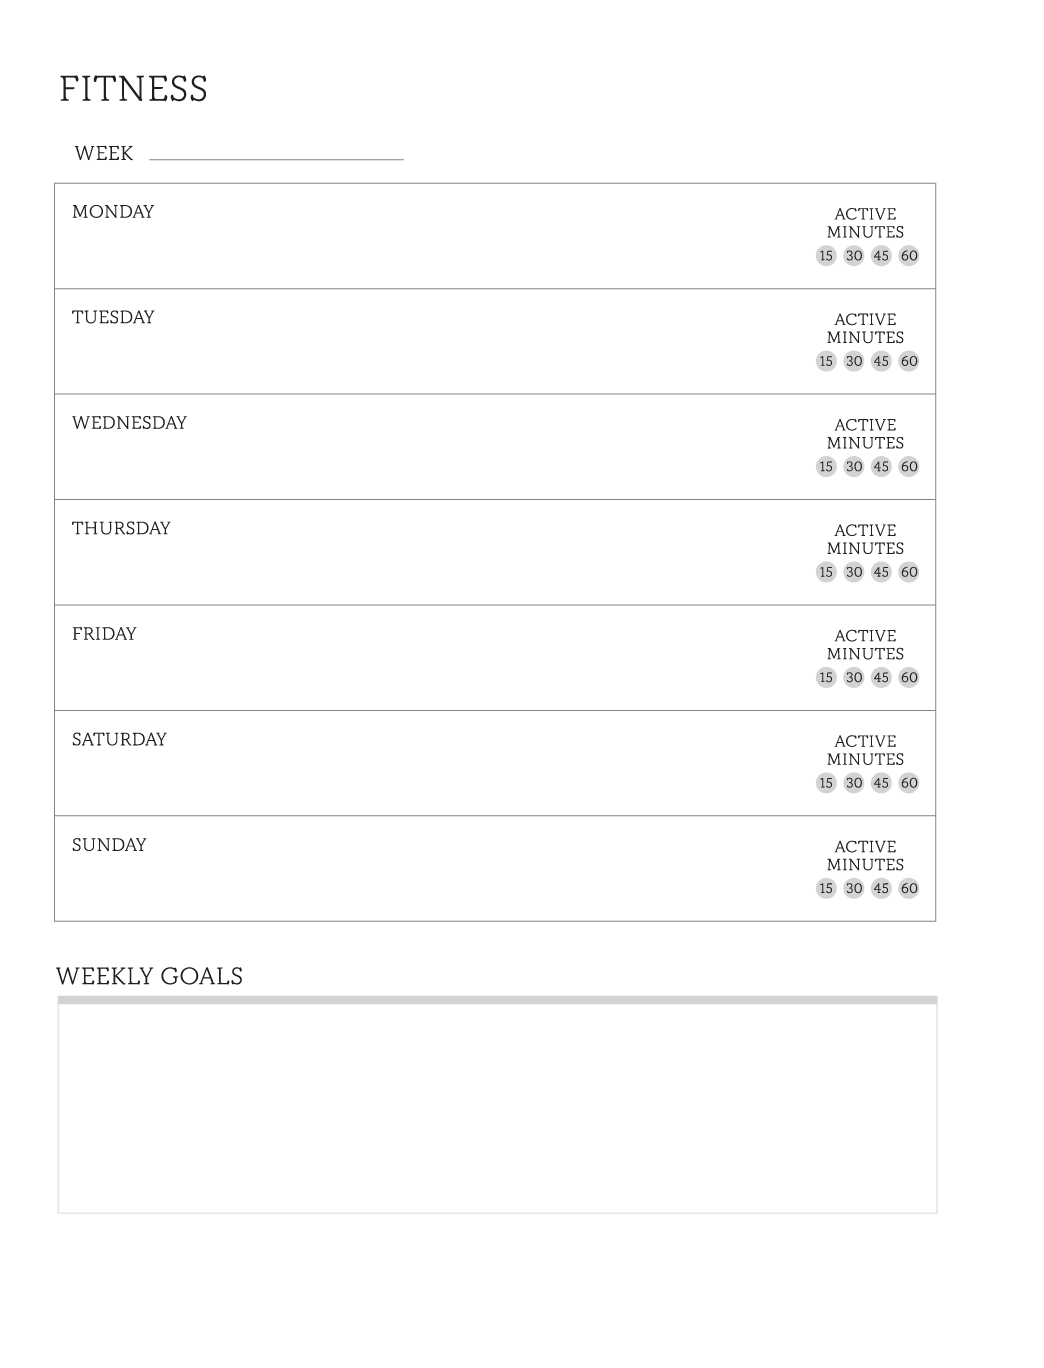 FITNESS
WEEK
MONDAY
ACTIVE
MINUTES
15 30 45 60
TUESDAY
ACTIVE
MINUTES
15 30 45 60
WEDNESDAY
ACTIVE
MINUTES
15 30 45 60
THURSDAY
ACTIVE
MINUTES
15 30 45 60
FRIDAY
ACTIVE
MINUTES
15 30 45 60
SATURDAY
ACTIVE
MINUTES
15 30 45 60
SUNDAY
ACTIVE
MINUTES
15 30 45 60
WEEKLY GOALS